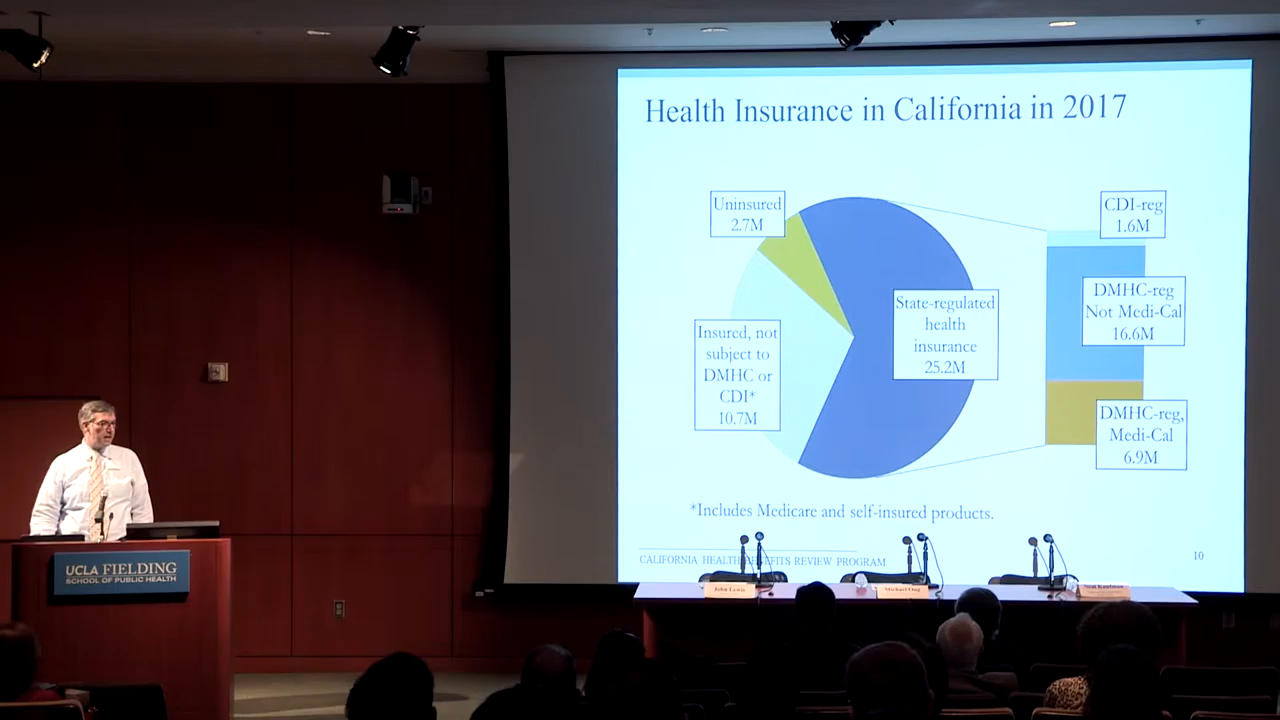 Health Insurance in California in 2017
Uninsured
2.7M
CDI-reg
1.6M
DMHC-reg
Not Medi-Cal
16.6M
State-regulated
health
insurance
25.2M
Insured, not
subject to
DMHC or
CDI*
10.7M
DMHC-reg,
Medi-Cal
6.9M
*Includes Medicare and self-insured products.
CALIFORNIA HEALTH BENEFITS REVIEW PROGRAM
10
UCLA FIELDING
SCHOOL OF PUBLIC HEALTH
John Lewis
Michael Ong
Neal Kaufman